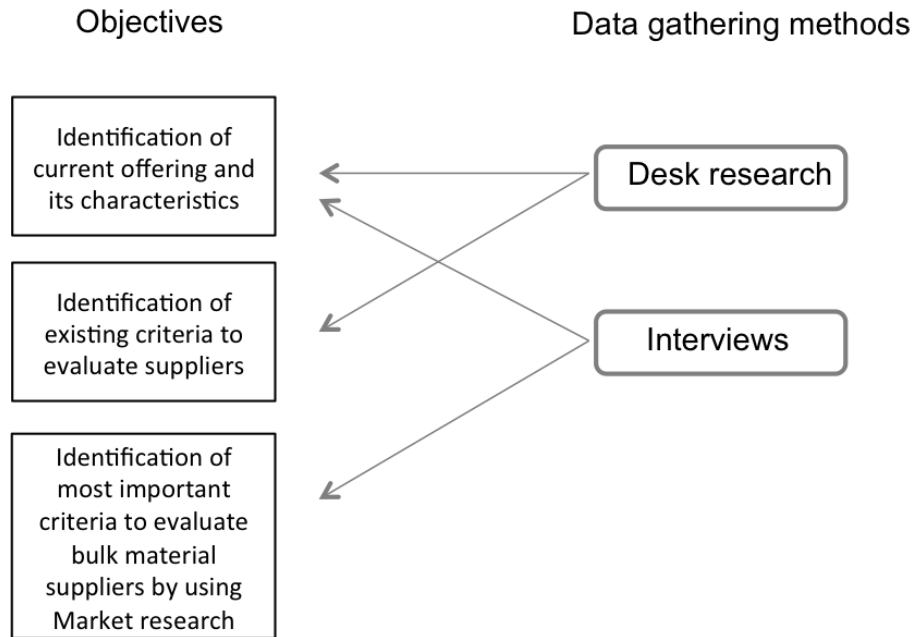 Objectives
Data gathering methods
Identification of
current offering and
its characteristics
Desk research
Identification of
existing criteria to
evaluate suppliers
Interviews
Identification of
most important
criteria to evaluate
bulk material
suppliers by using
Market research